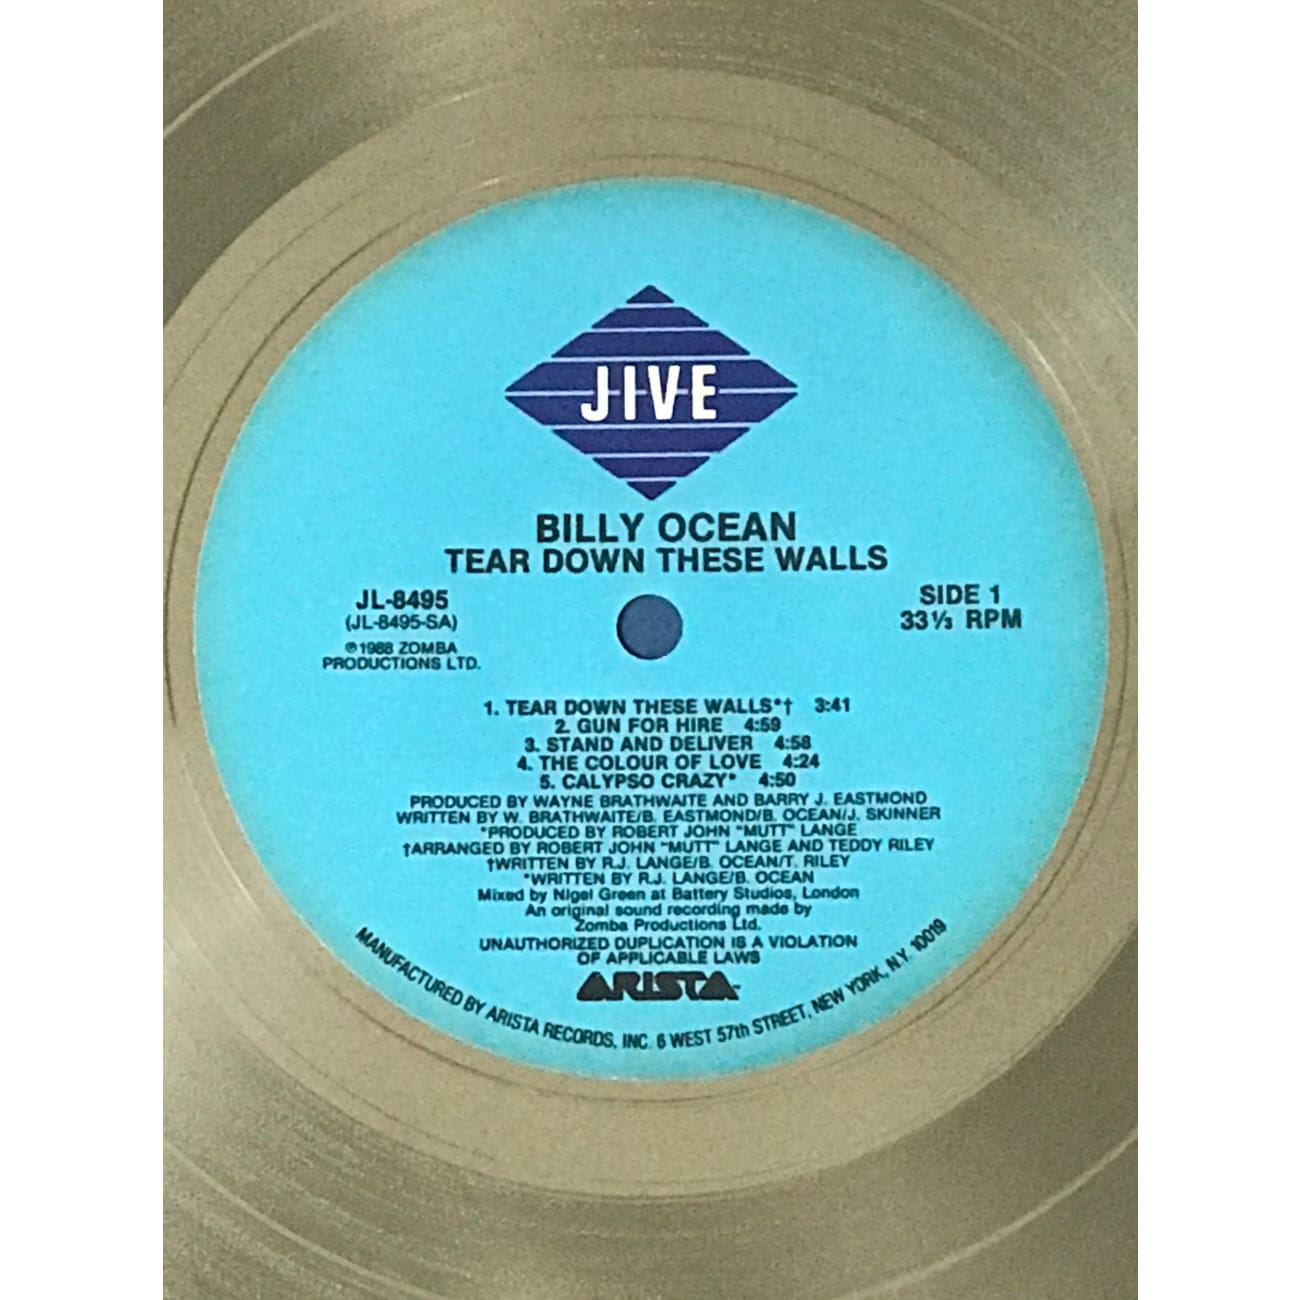 JIVE
BILLY OCEAN
TEAR DOWN THESE WALLS
JL-8495
(JL-8495-SA)
℗1988 ZOMBA
PRODUCTIONS LTD.
SIDE 1
33⅓ RPM
1. TEAR DOWN THESE WALLS*† 3:41
2. GUN FOR HIRE 4:59
3. STAND AND DELIVER 4:58
4. THE COLOUR OF LOVE 4:24
5. CALYPSO CRAZY* 4:50
PRODUCED BY WAYNE BRATHWAITE AND BARRY J. EASTMOND
WRITTEN BY W. BRATHWAITE/B. EASTMOND/B. OCEAN/J. SKINNER
*PRODUCED BY ROBERT JOHN "MUTT" LANGE
†ARRANGED BY ROBERT JOHN "MUTT" LANGE AND TEDDY RILEY
†WRITTEN BY R.J. LANGE/B. OCEAN/T. RILEY
*WRITTEN BY R.J. LANGE/B. OCEAN
Mixed by Nigel Green at Battery Studios, London
An original sound recording made by
Zomba Productions Ltd.
UNAUTHORIZED DUPLICATION IS A VIOLATION
OF APPLICABLE LAWS
ARISTA™
MANUFACTURED BY ARISTA RECORDS, INC. 6 WEST 57th STREET, NEW YORK, N.Y. 10019